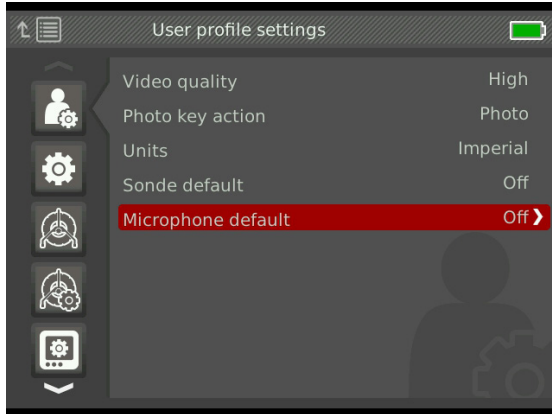 User profile settings
Video quality High
Photo key action Photo
Units Imperial
Sonde default Off
Microphone default Off